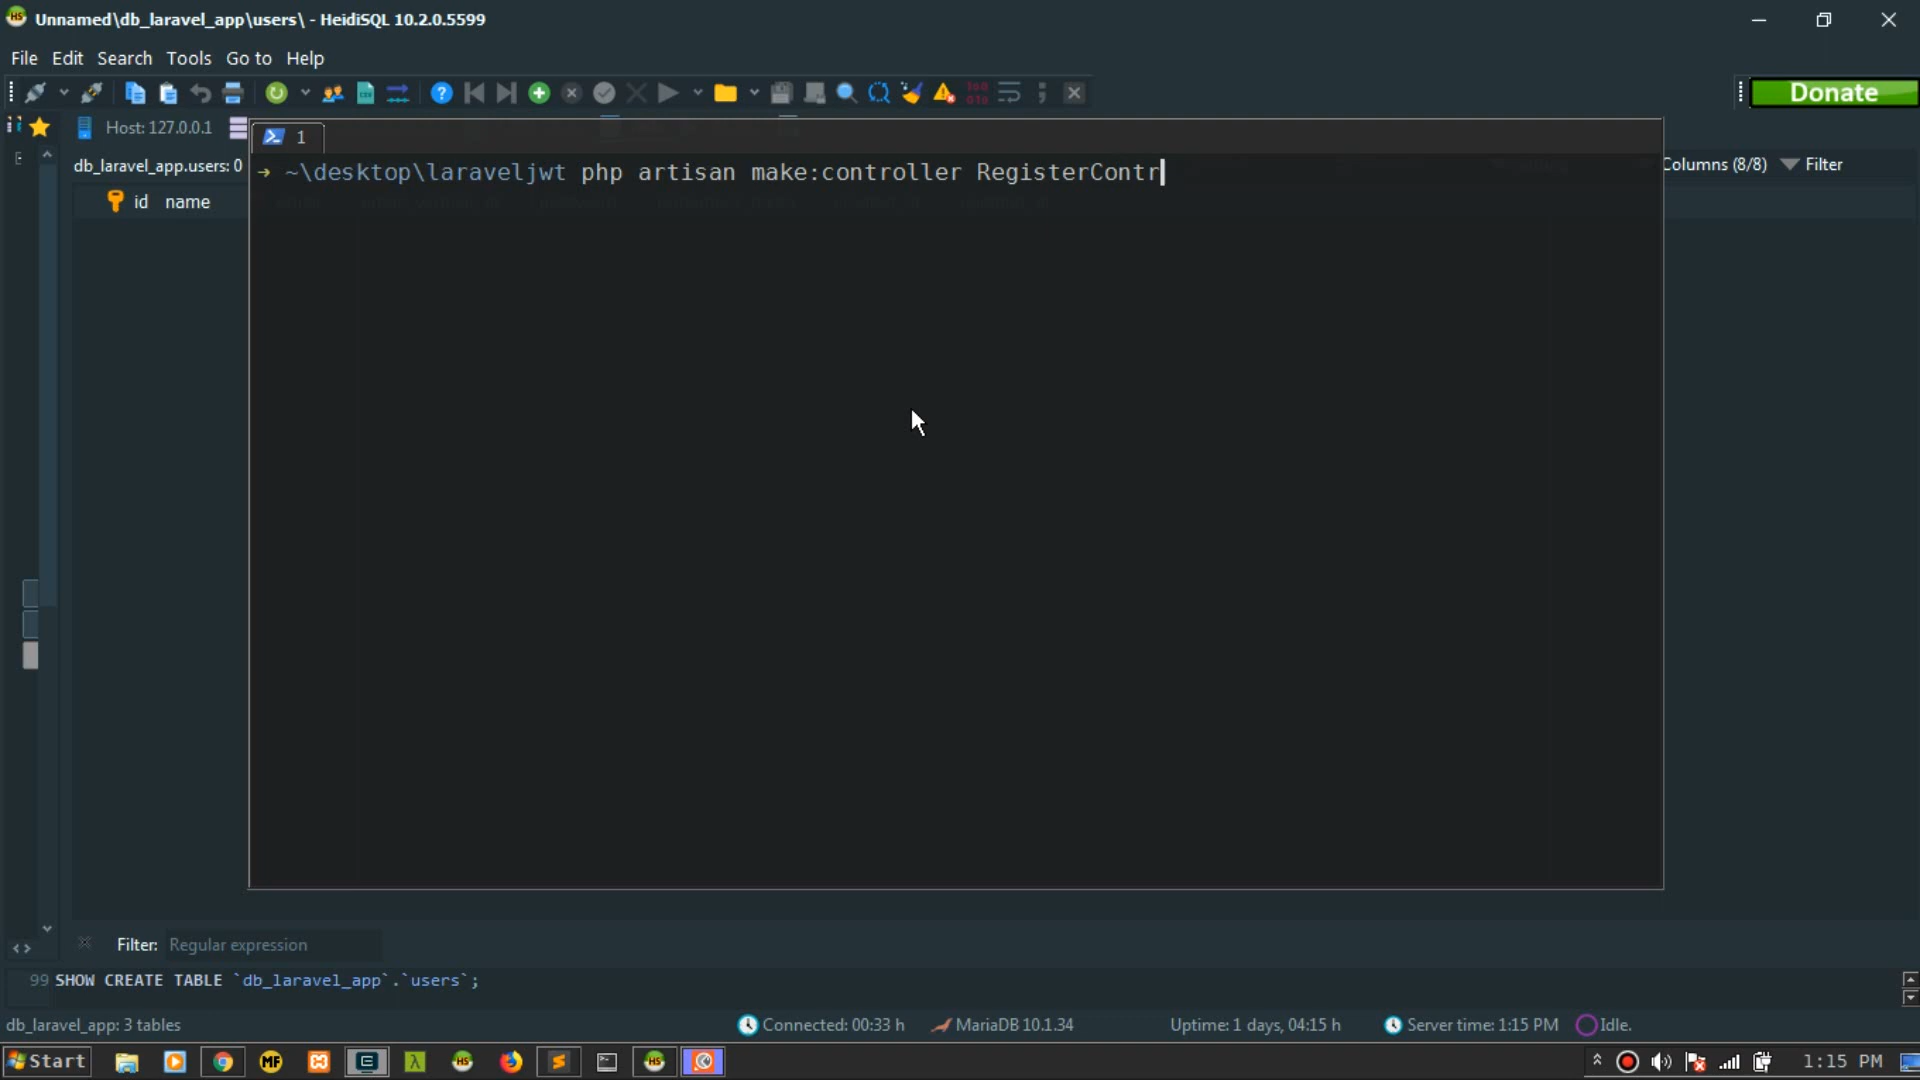 Unnamed\db_laravel_app\users\ - HeidiSQL 10.2.0.5599
File Edit Search Tools Go to Help
Donate
Host: 127.0.0.1
1
db_laravel_app.users: 0
→ ~\desktop\laraveljwt php artisan make:controller RegisterContr
Columns (8/8) Filter
id name
Filter: Regular expression
99 SHOW CREATE TABLE `db_laravel_app`.`users`;
db_laravel_app: 3 tables
Connected: 00:33 h
MariaDB 10.1.34
Uptime: 1 days, 04:15 h
Server time: 1:15 PM
Idle.
Start
1:15 PM